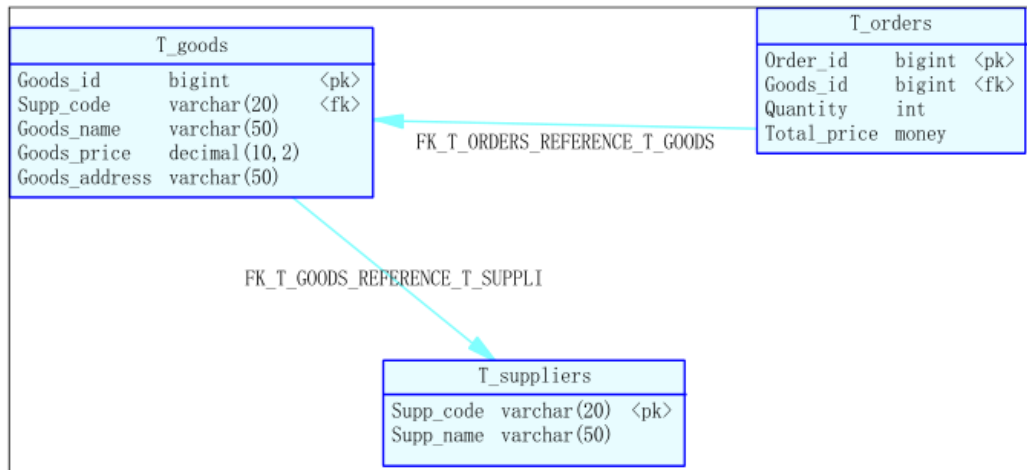 T_goods
Goods_id bigint <pk>
Supp_code varchar(20) <fk>
Goods_name varchar(50)
Goods_price decimal(10,2)
Goods_address varchar(50)
T_orders
Order_id bigint <pk>
Goods_id bigint <fk>
Quantity int
Total_price money
FK_T_ORDERS_REFERENCE_T_GOODS
FK_T_GOODS_REFERENCE_T_SUPPLI
T_suppliers
Supp_code varchar(20) <pk>
Supp_name varchar(50)